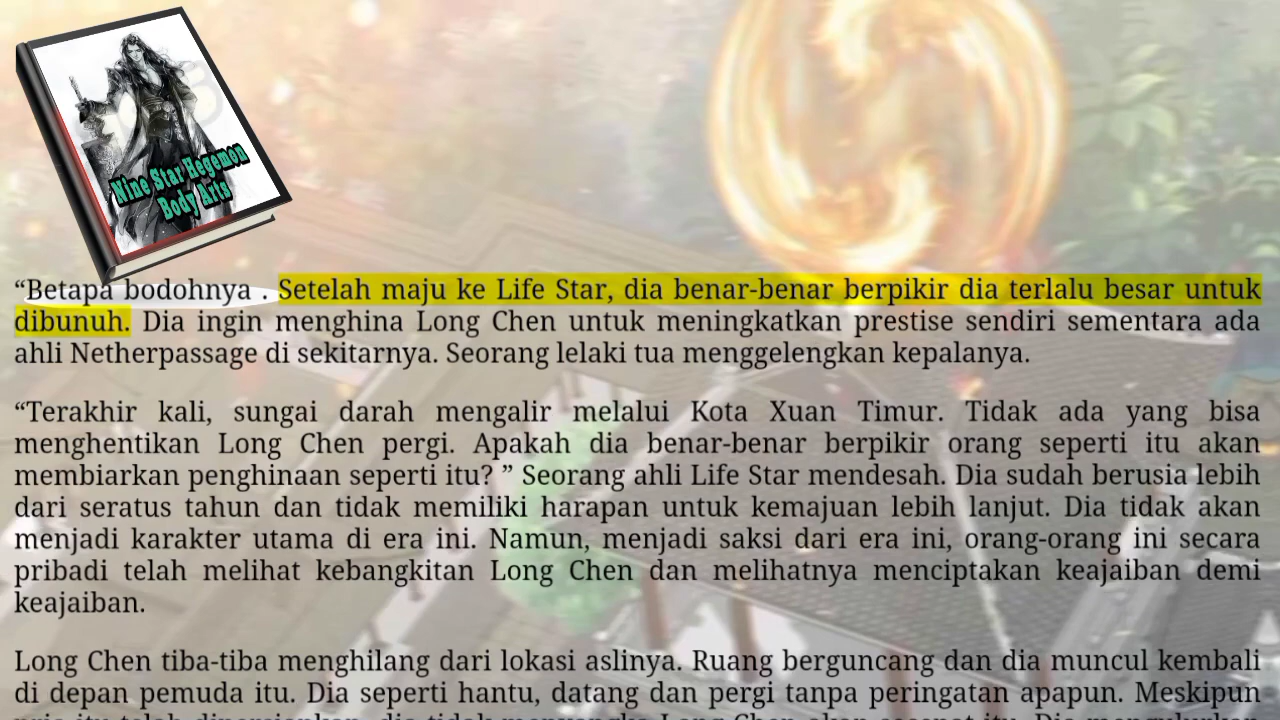 Nine Star Hegemon
Body Arts
“Betapa bodohnya . Setelah maju ke Life Star, dia benar-benar berpikir dia terlalu besar untuk
dibunuh. Dia ingin menghina Long Chen untuk meningkatkan prestise sendiri sementara ada
ahli Netherpassage di sekitarnya. Seorang lelaki tua menggelengkan kepalanya.
“Terakhir kali, sungai darah mengalir melalui Kota Xuan Timur. Tidak ada yang bisa
menghentikan Long Chen pergi. Apakah dia benar-benar berpikir orang seperti itu akan
membiarkan penghinaan seperti itu? ” Seorang ahli Life Star mendesah. Dia sudah berusia lebih
dari seratus tahun dan tidak memiliki harapan untuk kemajuan lebih lanjut. Dia tidak akan
menjadi karakter utama di era ini. Namun, menjadi saksi dari era ini, orang-orang ini secara
pribadi telah melihat kebangkitan Long Chen dan melihatnya menciptakan keajaiban demi
keajaiban.
Long Chen tiba-tiba menghilang dari lokasi aslinya. Ruang berguncang dan dia muncul kembali
di depan pemuda itu. Dia seperti hantu, datang dan pergi tanpa peringatan apapun. Meskipun